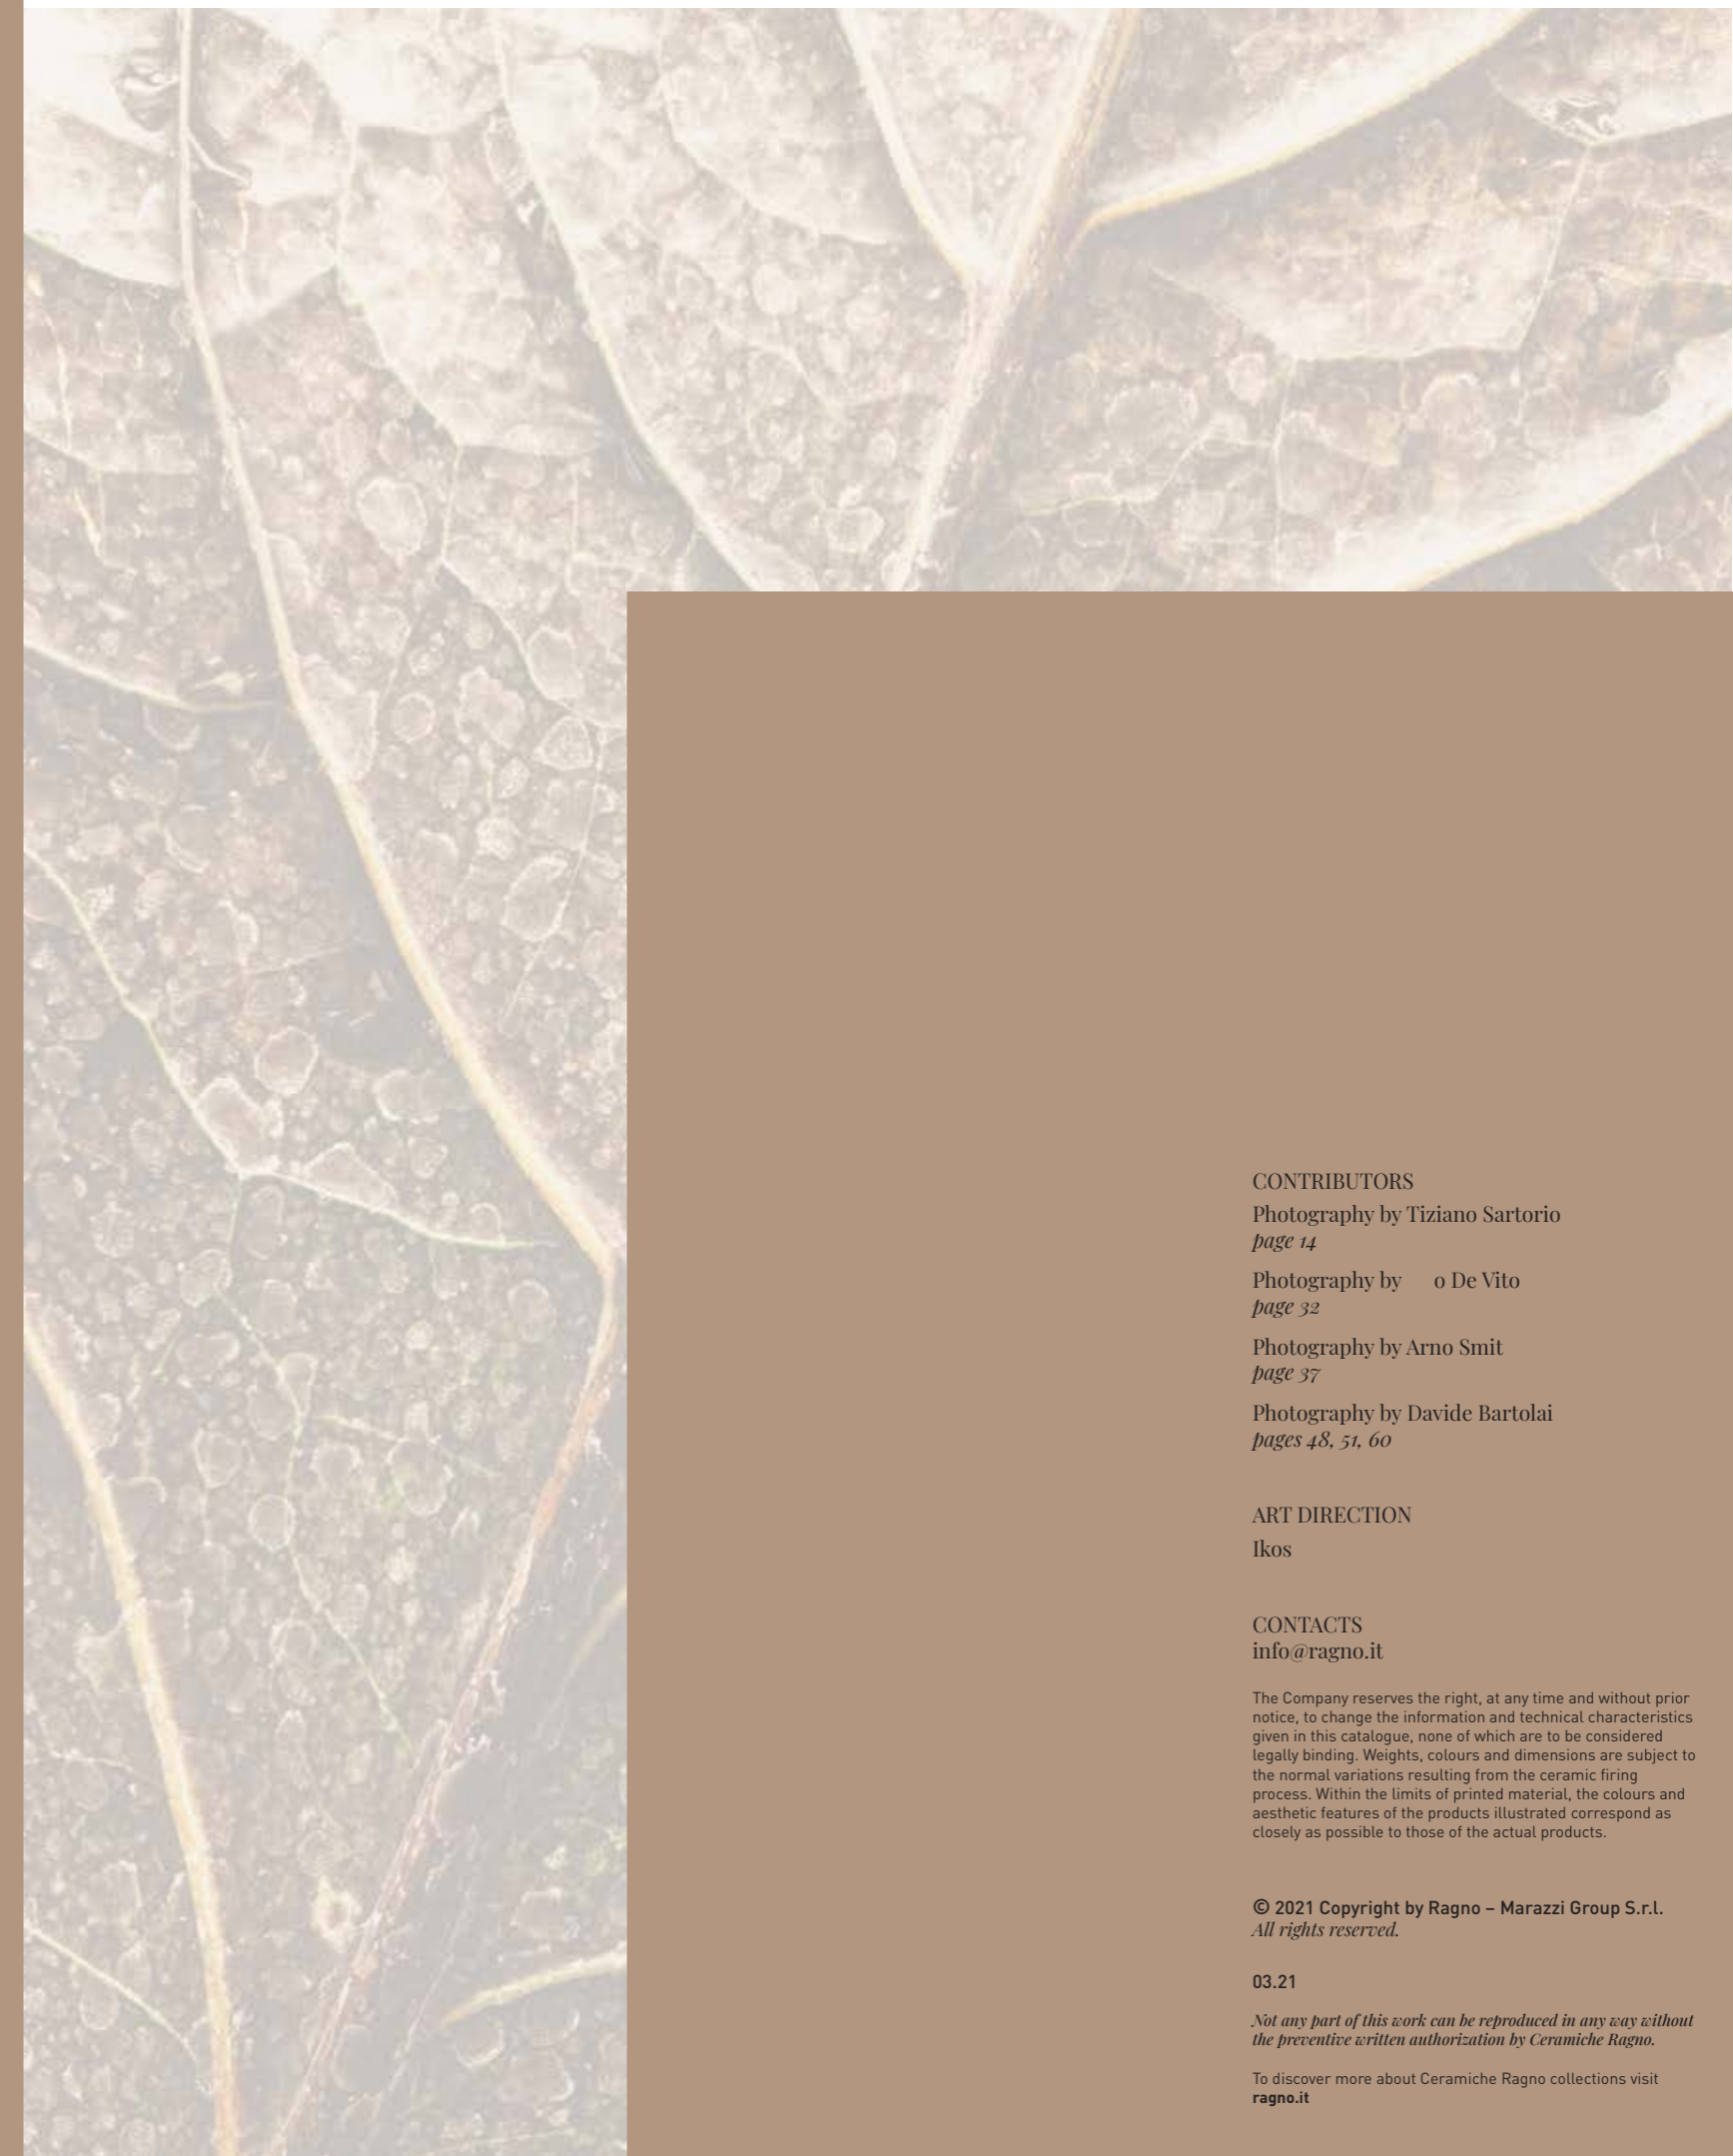 CONTRIBUTORS
Photography by Tiziano Sartorio
page 14
Photography by o De Vito
page 32
Photography by Arno Smit
page 37
Photography by Davide Bartolai
pages 48, 51, 60
ART DIRECTION
Ikos
CONTACTS
info@ragno.it
The Company reserves the right, at any time and without prior
notice, to change the information and technical characteristics
given in this catalogue, none of which are to be considered
legally binding. Weights, colours and dimensions are subject to
the normal variations resulting from the ceramic firing
process. Within the limits of printed material, the colours and
aesthetic features of the products illustrated correspond as
closely as possible to those of the actual products.
© 2021 Copyright by Ragno – Marazzi Group S.r.l.
All rights reserved.
03.21
Not any part of this work can be reproduced in any way without
the preventive written authorization by Ceramiche Ragno.
To discover more about Ceramiche Ragno collections visit
ragno.it